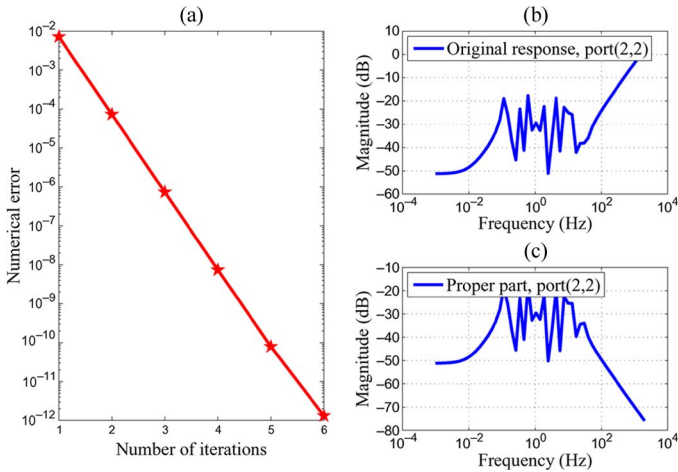 (a)
10^-2
10^-3
10^-4
10^-5
10^-6
10^-7
10^-8
10^-9
10^-10
10^-11
10^-12
Numerical error
1 2 3 4 5 6
Number of iterations
(b)
Original response, port(2,2)
10
0
−10
−20
−30
−40
−50
−60
Magnitude (dB)
10^−4 10^−2 10^0 10^2 10^4
Frequency (Hz)
(c)
Proper part, port(2,2)
−10
−20
−30
−40
−50
−60
−70
−80
Magnitude (dB)
10^−4 10^−2 10^0 10^2 10^4
Frequency (Hz)